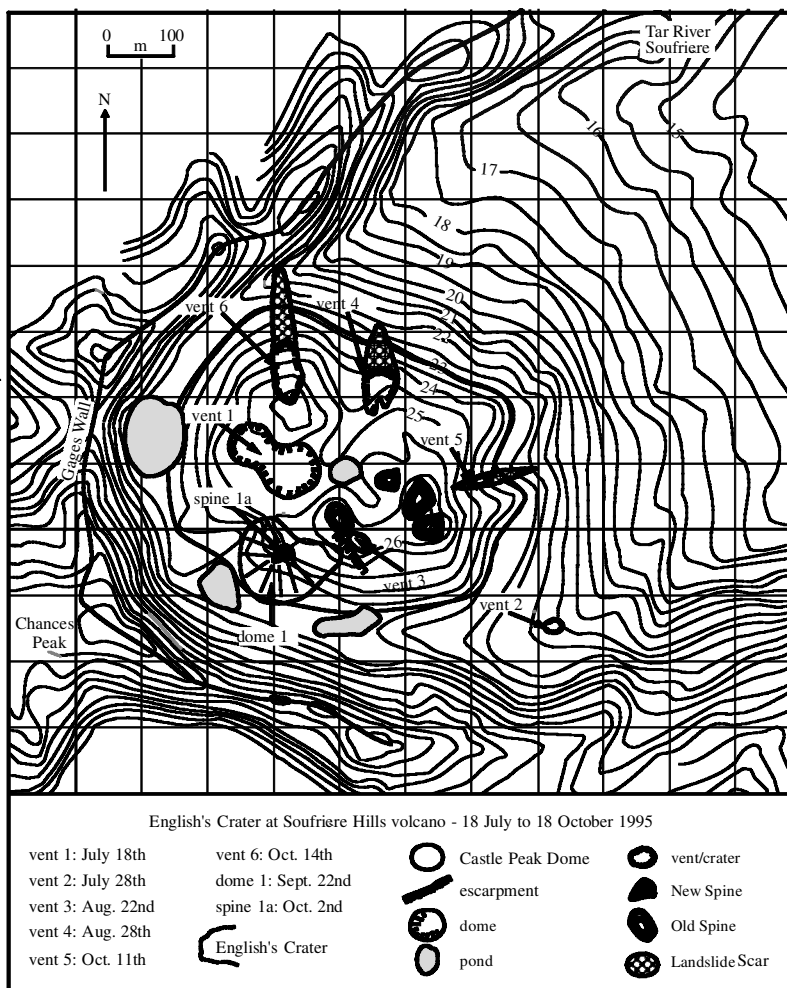 0 100
m
Tar River
Soufriere
N
16
15
17
18
19
20
21
22
23
24
25
26
vent 6
vent 4
vent 1
vent 5
Gages Wall
spine 1a
vent 3
vent 2
Chances
Peak
dome 1
English's Crater at Soufriere Hills volcano - 18 July to 18 October 1995
vent 1: July 18th
vent 2: July 28th
vent 3: Aug. 22nd
vent 4: Aug. 28th
vent 5: Oct. 11th
vent 6: Oct. 14th
dome 1: Sept. 22nd
spine 1a: Oct. 2nd
English's Crater
Castle Peak Dome
escarpment
dome
pond
vent/crater
New Spine
Old Spine
Landslide Scar